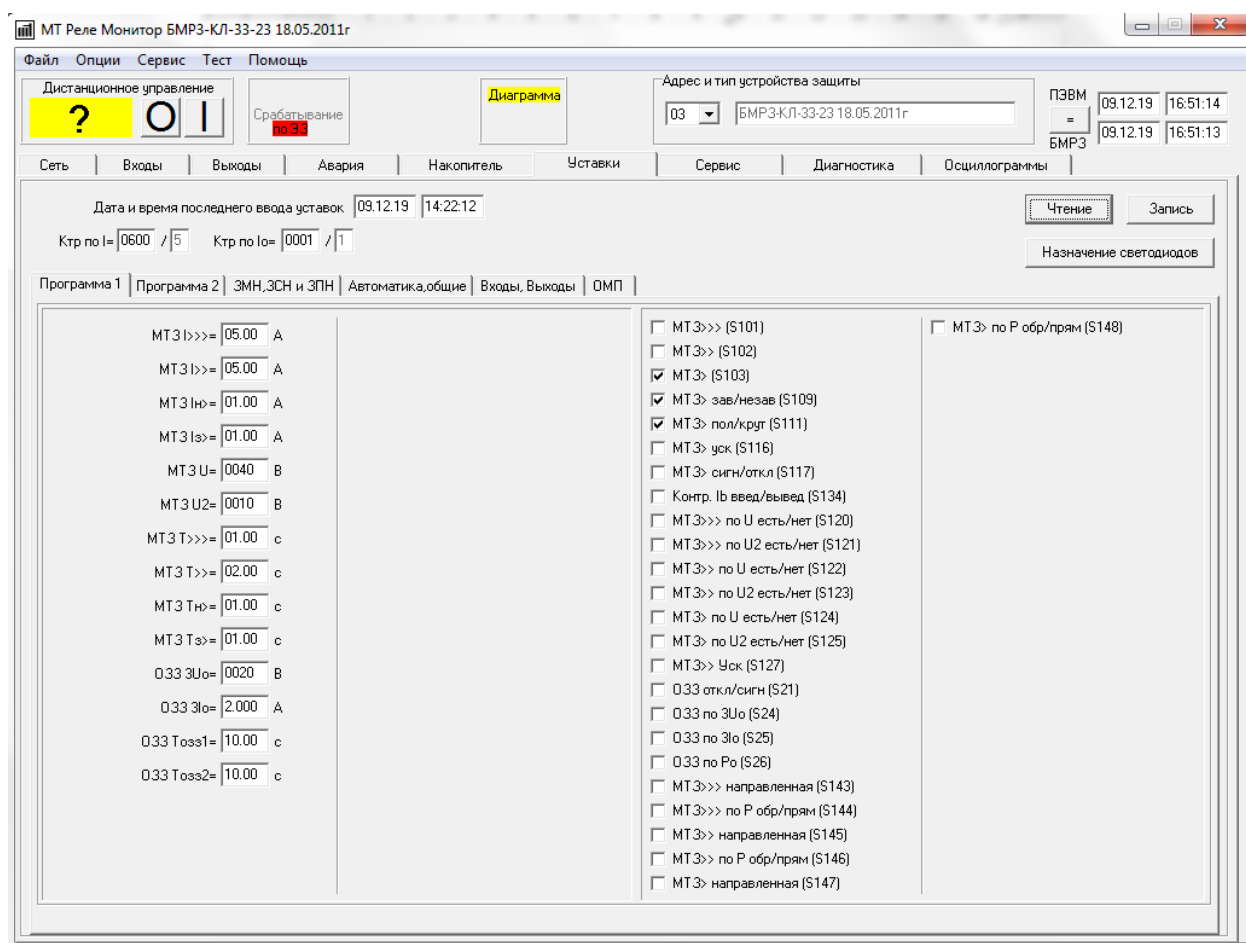 МТ Реле Монитор БМРЗ-КЛ-33-23 18.05.2011г
Файл Опции Сервис Тест Помощь
Дистанционное управление
? O I
Срабатывание
по ЗЗ
Диаграмма
Адрес и тип устройства защиты
03 БМРЗ-КЛ-33-23 18.05.2011г
ПЭВМ 09.12.19 16:51:14
=
БМРЗ 09.12.19 16:51:13
Сеть Входы Выходы Авария Накопитель Уставки Сервис Диагностика Осциллограммы
Дата и время последнего ввода уставок 09.12.19 14:22:12
Чтение Запись
Ктр по I= 0600 / 5 Ктр по Io= 0001 / 1
Назначение светодиодов
Программа 1 Программа 2 ЗМН,ЗСН и ЗПН Автоматика,общие Входы, Выходы ОМП
МТЗ I>>>= 05.00 А
МТЗ I>>= 05.00 А
МТЗ Iн>= 01.00 А
МТЗ Iз>= 01.00 А
МТЗ U= 0040 В
МТЗ U2= 0010 В
МТЗ T>>>= 01.00 с
МТЗ T>>= 02.00 с
МТЗ Тн>= 01.00 с
МТЗ Тз>= 01.00 с
ОЗЗ 3Uo= 0020 В
ОЗЗ 3Io= 2.000 А
ОЗЗ Тозз1= 10.00 с
ОЗЗ Тозз2= 10.00 с
МТЗ>>> (S101)
МТЗ>> (S102)
МТЗ> (S103)
МТЗ> зав/незав (S109)
МТЗ> пол/крут (S111)
МТЗ> уск (S116)
МТЗ> сигн/откл (S117)
Контр. Ib введ/вывед (S134)
МТЗ>>> по U есть/нет (S120)
МТЗ>>> по U2 есть/нет (S121)
МТЗ>> по U есть/нет (S122)
МТЗ>> по U2 есть/нет (S123)
МТЗ> по U есть/нет (S124)
МТЗ> по U2 есть/нет (S125)
МТЗ>> Уск (S127)
ОЗЗ откл/сигн (S21)
ОЗЗ по 3Uo (S24)
ОЗЗ по 3Io (S25)
ОЗЗ по Po (S26)
МТЗ>>> направленная (S143)
МТЗ>>> по Р обр/прям (S144)
МТЗ>> направленная (S145)
МТЗ>> по Р обр/прям (S146)
МТЗ> направленная (S147)
МТЗ> по Р обр/прям (S148)